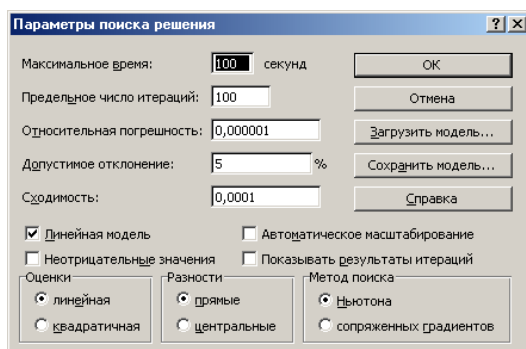 Параметры поиска решения
Максимальное время: 100 секунд OK
Предельное число итераций: 100 Отмена
Относительная погрешность: 0,000001 Загрузить модель...
Допустимое отклонение: 5 % Сохранить модель...
Сходимость: 0,0001 Справка
Линейная модель Автоматическое масштабирование
Неотрицательные значения Показывать результаты итераций
Оценки Разности Метод поиска
линейная прямые Ньютона
квадратичная центральные сопряженных градиентов